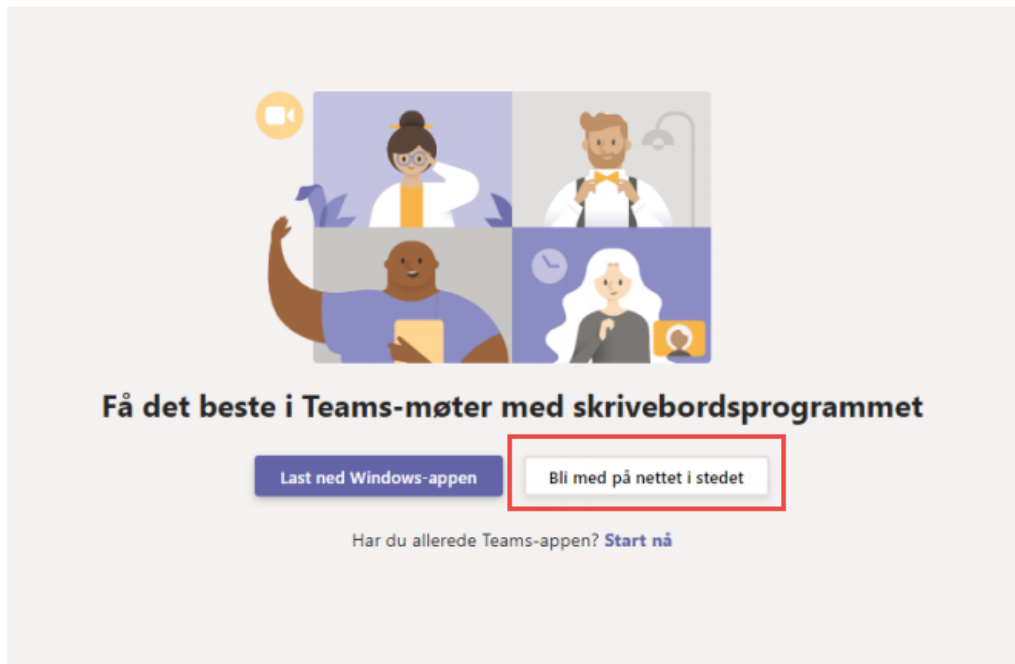 Få det beste i Teams-møter med skrivebordsprogrammet
Last ned Windows-appen
Bli med på nettet i stedet
Har du allerede Teams-appen? Start nå